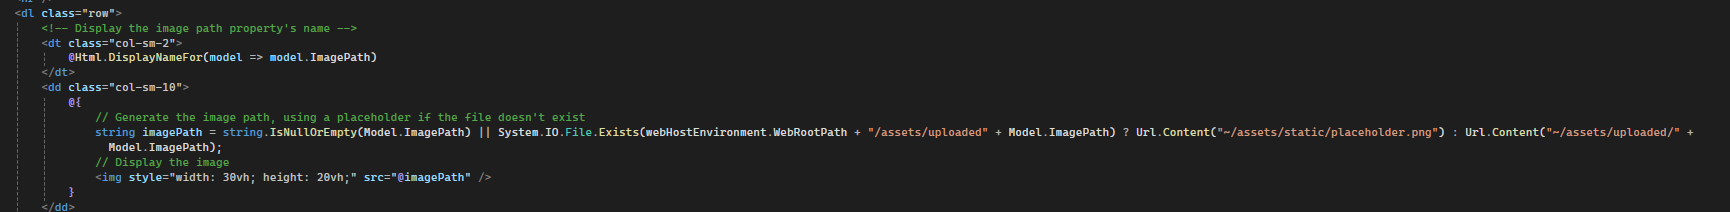 <dl class="row">
<!-- Display the image path property's name -->
<dt class="col-sm-2">
@Html.DisplayNameFor(model => model.ImagePath)
</dt>
<dd class="col-sm-10">
@{
// Generate the image path, using a placeholder if the file doesn't exist
string imagePath = string.IsNullOrEmpty(Model.ImagePath) || System.IO.File.Exists(webHostEnvironment.WebRootPath + "/assets/uploaded" + Model.ImagePath) ? Url.Content("~/assets/static/placeholder.png") : Url.Content("~/assets/uploaded/" +
Model.ImagePath);
// Display the image
<img style="width: 30vh; height: 20vh;" src="@imagePath" />
}
</dd>